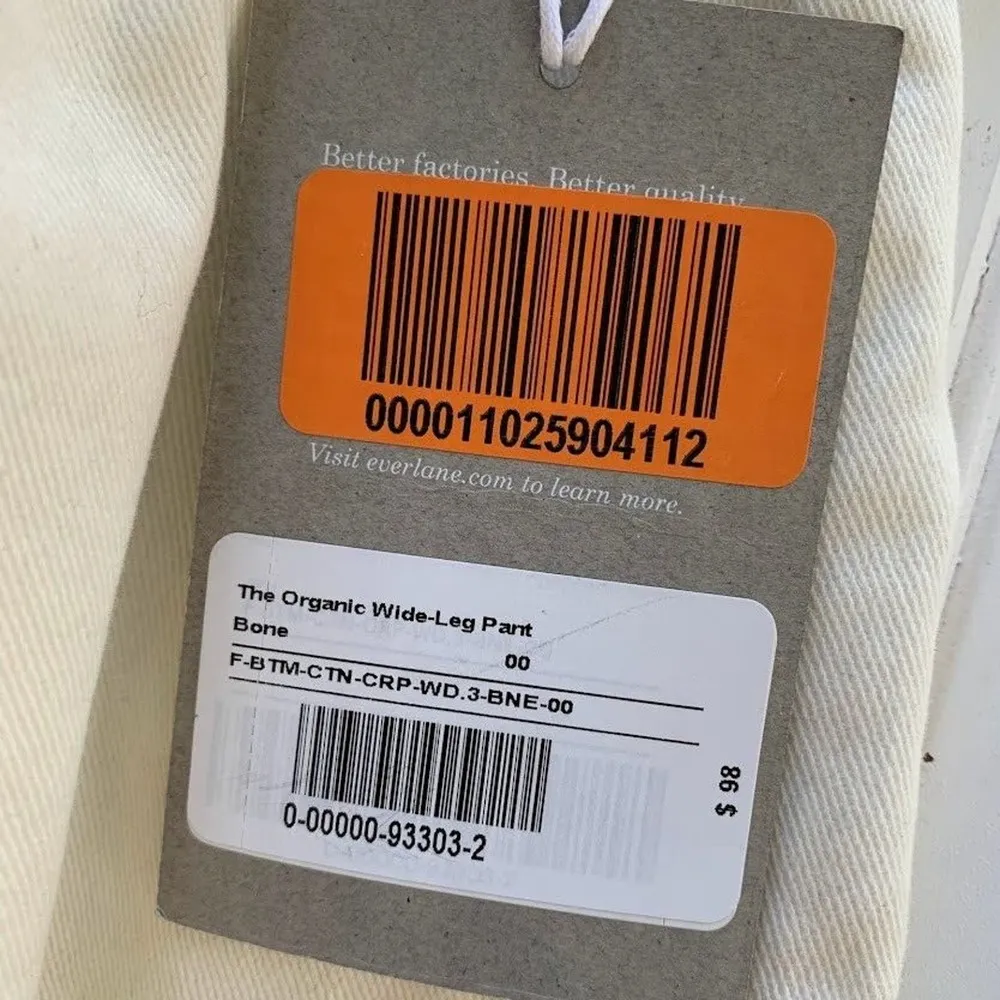 Better factories. Better quality
000011025904112
Visit everlane.com to learn more.
The Organic Wide-Leg Pant
Bone
00
F-BTM-CTN-CRP-WD.3-BNE-00
86 $
0-00000-93303-2